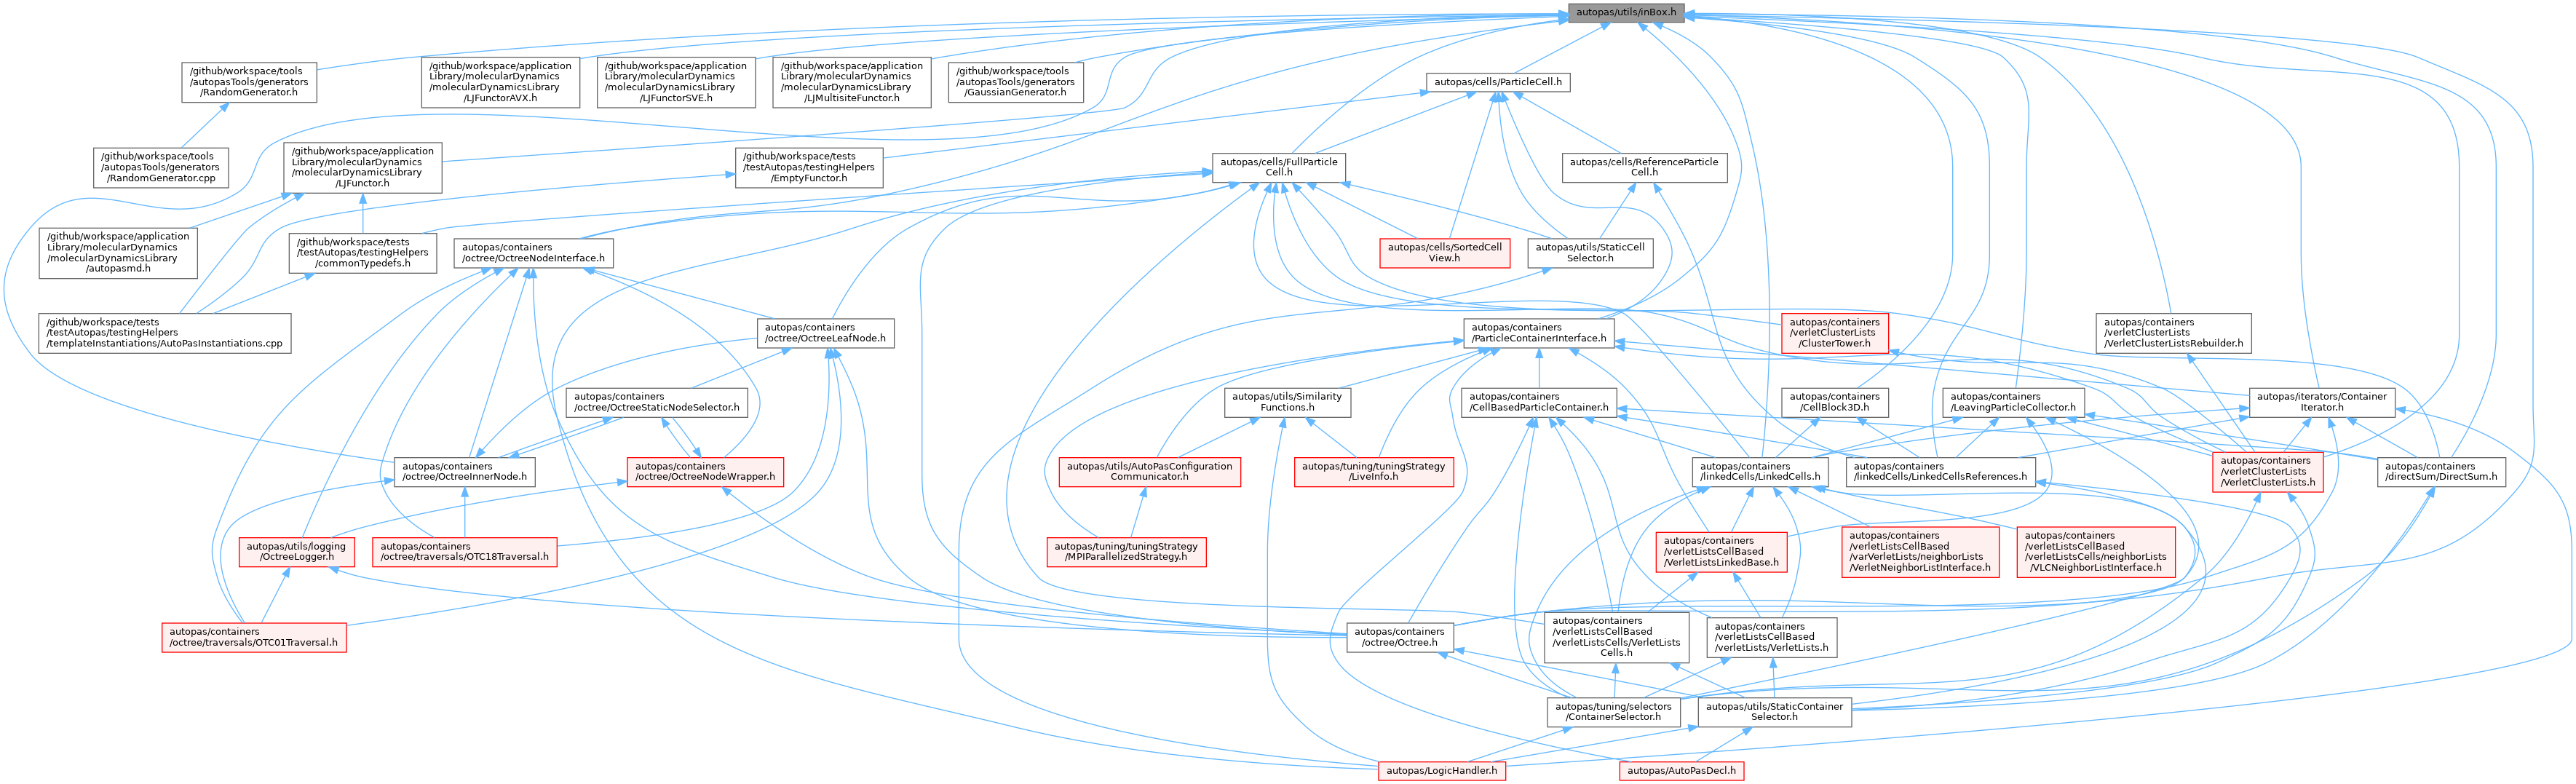 autopas/utils/inBox.h
/github/workspace/tools
/autopasTools/generators
/RandomGenerator.h
/github/workspace/application
Library/molecularDynamics
/molecularDynamicsLibrary
/LJFunctorAVX.h
/github/workspace/application
Library/molecularDynamics
/molecularDynamicsLibrary
/LJFunctorSVE.h
/github/workspace/application
Library/molecularDynamics
/molecularDynamicsLibrary
/LJMultisiteFunctor.h
/github/workspace/tools
/autopasTools/generators
/GaussianGenerator.h
autopas/cells/ParticleCell.h
/github/workspace/tools
/autopasTools/generators
/RandomGenerator.cpp
/github/workspace/application
Library/molecularDynamics
/molecularDynamicsLibrary
/LJFunctor.h
/github/workspace/tests
/testAutopas/testingHelpers
/EmptyFunctor.h
autopas/cells/FullParticle
Cell.h
autopas/cells/ReferenceParticle
Cell.h
/github/workspace/application
Library/molecularDynamics
/molecularDynamicsLibrary
/autopasmd.h
/github/workspace/tests
/testAutopas/testingHelpers
/commonTypedefs.h
autopas/containers
/octree/OctreeNodeInterface.h
autopas/cells/SortedCell
View.h
autopas/utils/StaticCell
Selector.h
/github/workspace/tests
/testAutopas/testingHelpers
/templateInstantiations/AutoPasInstantiations.cpp
autopas/containers
/octree/OctreeLeafNode.h
autopas/containers
/ParticleContainerInterface.h
autopas/containers
/verletClusterLists
/ClusterTower.h
autopas/containers
/verletClusterLists
/VerletClusterListsRebuilder.h
autopas/containers
/octree/OctreeStaticNodeSelector.h
autopas/utils/Similarity
Functions.h
autopas/containers
/CellBasedParticleContainer.h
autopas/containers
/CellBlock3D.h
autopas/containers
/LeavingParticleCollector.h
autopas/iterators/Container
Iterator.h
autopas/containers
/octree/OctreeInnerNode.h
autopas/containers
/octree/OctreeNodeWrapper.h
autopas/utils/AutoPasConfiguration
Communicator.h
autopas/tuning/tuningStrategy
/LiveInfo.h
autopas/containers
/linkedCells/LinkedCells.h
autopas/containers
/linkedCells/LinkedCellsReferences.h
autopas/containers
/verletClusterLists
/VerletClusterLists.h
autopas/containers
/directSum/DirectSum.h
autopas/utils/logging
/OctreeLogger.h
autopas/containers
/octree/traversals/OTC18Traversal.h
autopas/tuning/tuningStrategy
/MPIParallelizedStrategy.h
autopas/containers
/verletListsCellBased
/VerletListsLinkedBase.h
autopas/containers
/verletListsCellBased
/varVerletLists/neighborLists
/VerletNeighborListInterface.h
autopas/containers
/verletListsCellBased
/verletListsCells/neighborLists
/VLCNeighborListInterface.h
autopas/containers
/octree/traversals/OTC01Traversal.h
autopas/containers
/octree/Octree.h
autopas/containers
/verletListsCellBased
/verletListsCells/VerletLists
Cells.h
autopas/containers
/verletListsCellBased
/verletLists/VerletLists.h
autopas/tuning/selectors
/ContainerSelector.h
autopas/utils/StaticContainer
Selector.h
autopas/LogicHandler.h
autopas/AutoPasDecl.h